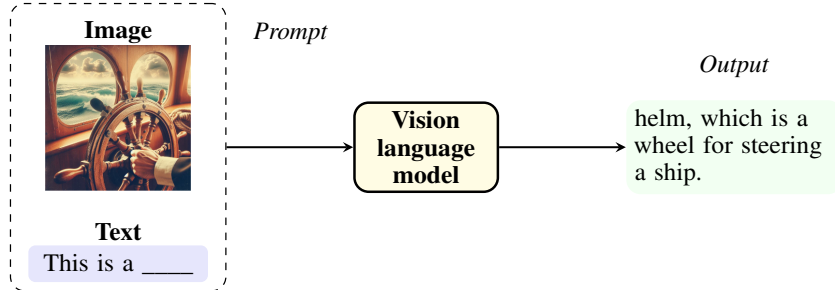 Image
Prompt
Text
This is a ____
Vision
language
model
Output
helm, which is a
wheel for steering
a ship.